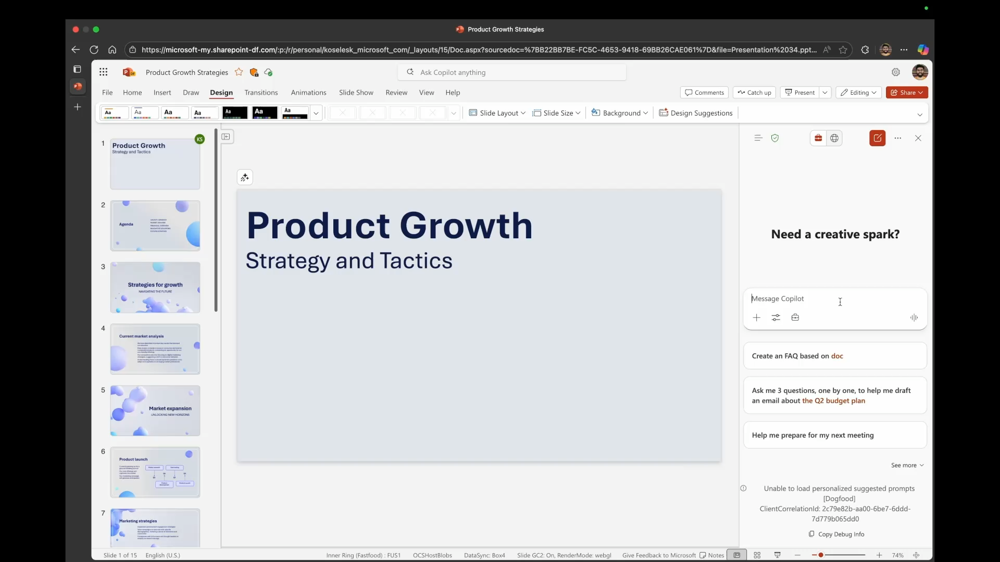 Product Growth Strategies
https://microsoft-my.sharepoint-df.com/:p:/r/personal/koselesk_microsoft_com/_layouts/15/Doc.aspx?sourcedoc=%7BB22BB7BE-FC5C-4653-9418-69BB26CAE061%7D&file=Presentation%2034.ppt...
Product Growth Strategies
Ask Copilot anything
File Home Insert Draw Design Transitions Animations Slide Show Review View Help
Comments Catch up Present Editing Share
Aa Aa Aa Aa Aa Aa Aa
Slide Layout Slide Size Background Design Suggestions
1
KS
Product Growth
Strategy and Tactics
2
Agenda
3
Strategies for growth
NAVIGATING THE FUTURE
4
Current market analysis
5
Market expansion
UNLOCKING NEW HORIZONS
6
Product launch
7
Marketing strategies
Product Growth
Strategy and Tactics
Need a creative spark?
Message Copilot
Create an FAQ based on doc
Ask me 3 questions, one by one, to help me draft
an email about the Q2 budget plan
Help me prepare for my next meeting
See more
Unable to load personalized suggested prompts
[Dogfood]
ClientCorrelationId: 2c79e82b-aa00-6be7-6ddd-
7d779b065dd0
Copy Debug Info
Slide 1 of 15 English (U.S.) Inner Ring (Fastfood) : FUS1 OCSHostBlobs DataSync: Box4 Slide GC2: On, RenderMode: webgl Give Feedback to Microsoft Notes 74%